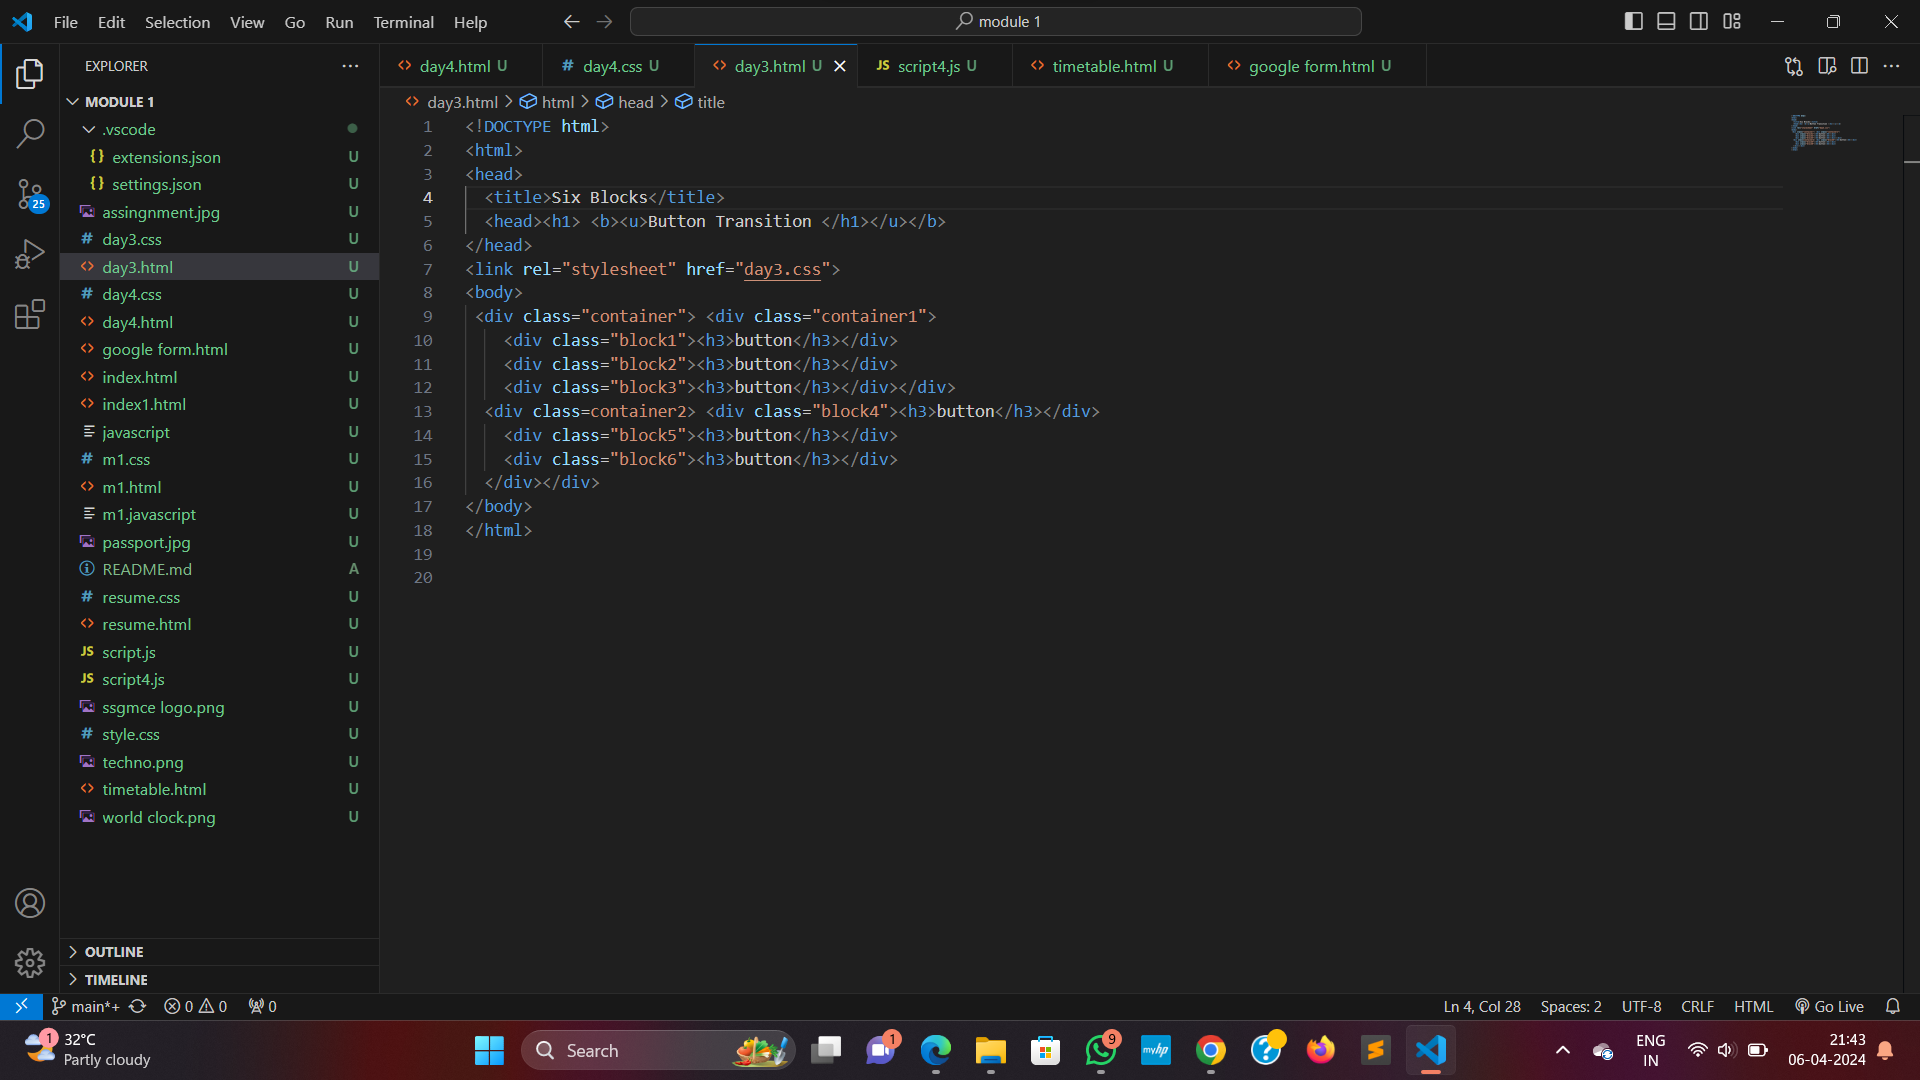 File Edit Selection View Go Run Terminal Help
module 1
EXPLORER
MODULE 1
.vscode
{} extensions.json U
{} settings.json U
assingnment.jpg U
# day3.css U
<> day3.html U
# day4.css U
<> day4.html U
<> google form.html U
<> index.html U
<> index1.html U
javascript U
# m1.css U
<> m1.html U
m1.javascript U
passport.jpg U
README.md A
# resume.css U
<> resume.html U
JS script.js U
JS script4.js U
ssgmce logo.png U
# style.css U
techno.png U
<> timetable.html U
world clock.png U
OUTLINE
TIMELINE
25
<> day4.html U # day4.css U <> day3.html U JS script4.js U <> timetable.html U <> google form.html U
<> day3.html > html > head > title
1 <!DOCTYPE html>
2 <html>
3 <head>
4 <title>Six Blocks</title>
5 <head><h1> <b><u>Button Transition </h1></u></b>
6 </head>
7 <link rel="stylesheet" href="day3.css">
8 <body>
9 <div class="container"> <div class="container1">
10 <div class="block1"><h3>button</h3></div>
11 <div class="block2"><h3>button</h3></div>
12 <div class="block3"><h3>button</h3></div></div>
13 <div class=container2> <div class="block4"><h3>button</h3></div>
14 <div class="block5"><h3>button</h3></div>
15 <div class="block6"><h3>button</h3></div>
16 </div></div>
17 </body>
18 </html>
19
20
main*+ 0 0 0
Ln 4, Col 28 Spaces: 2 UTF-8 CRLF HTML Go Live
1
32°C
Partly cloudy
Search
1
9
myhp
ENG
IN
21:43
06-04-2024